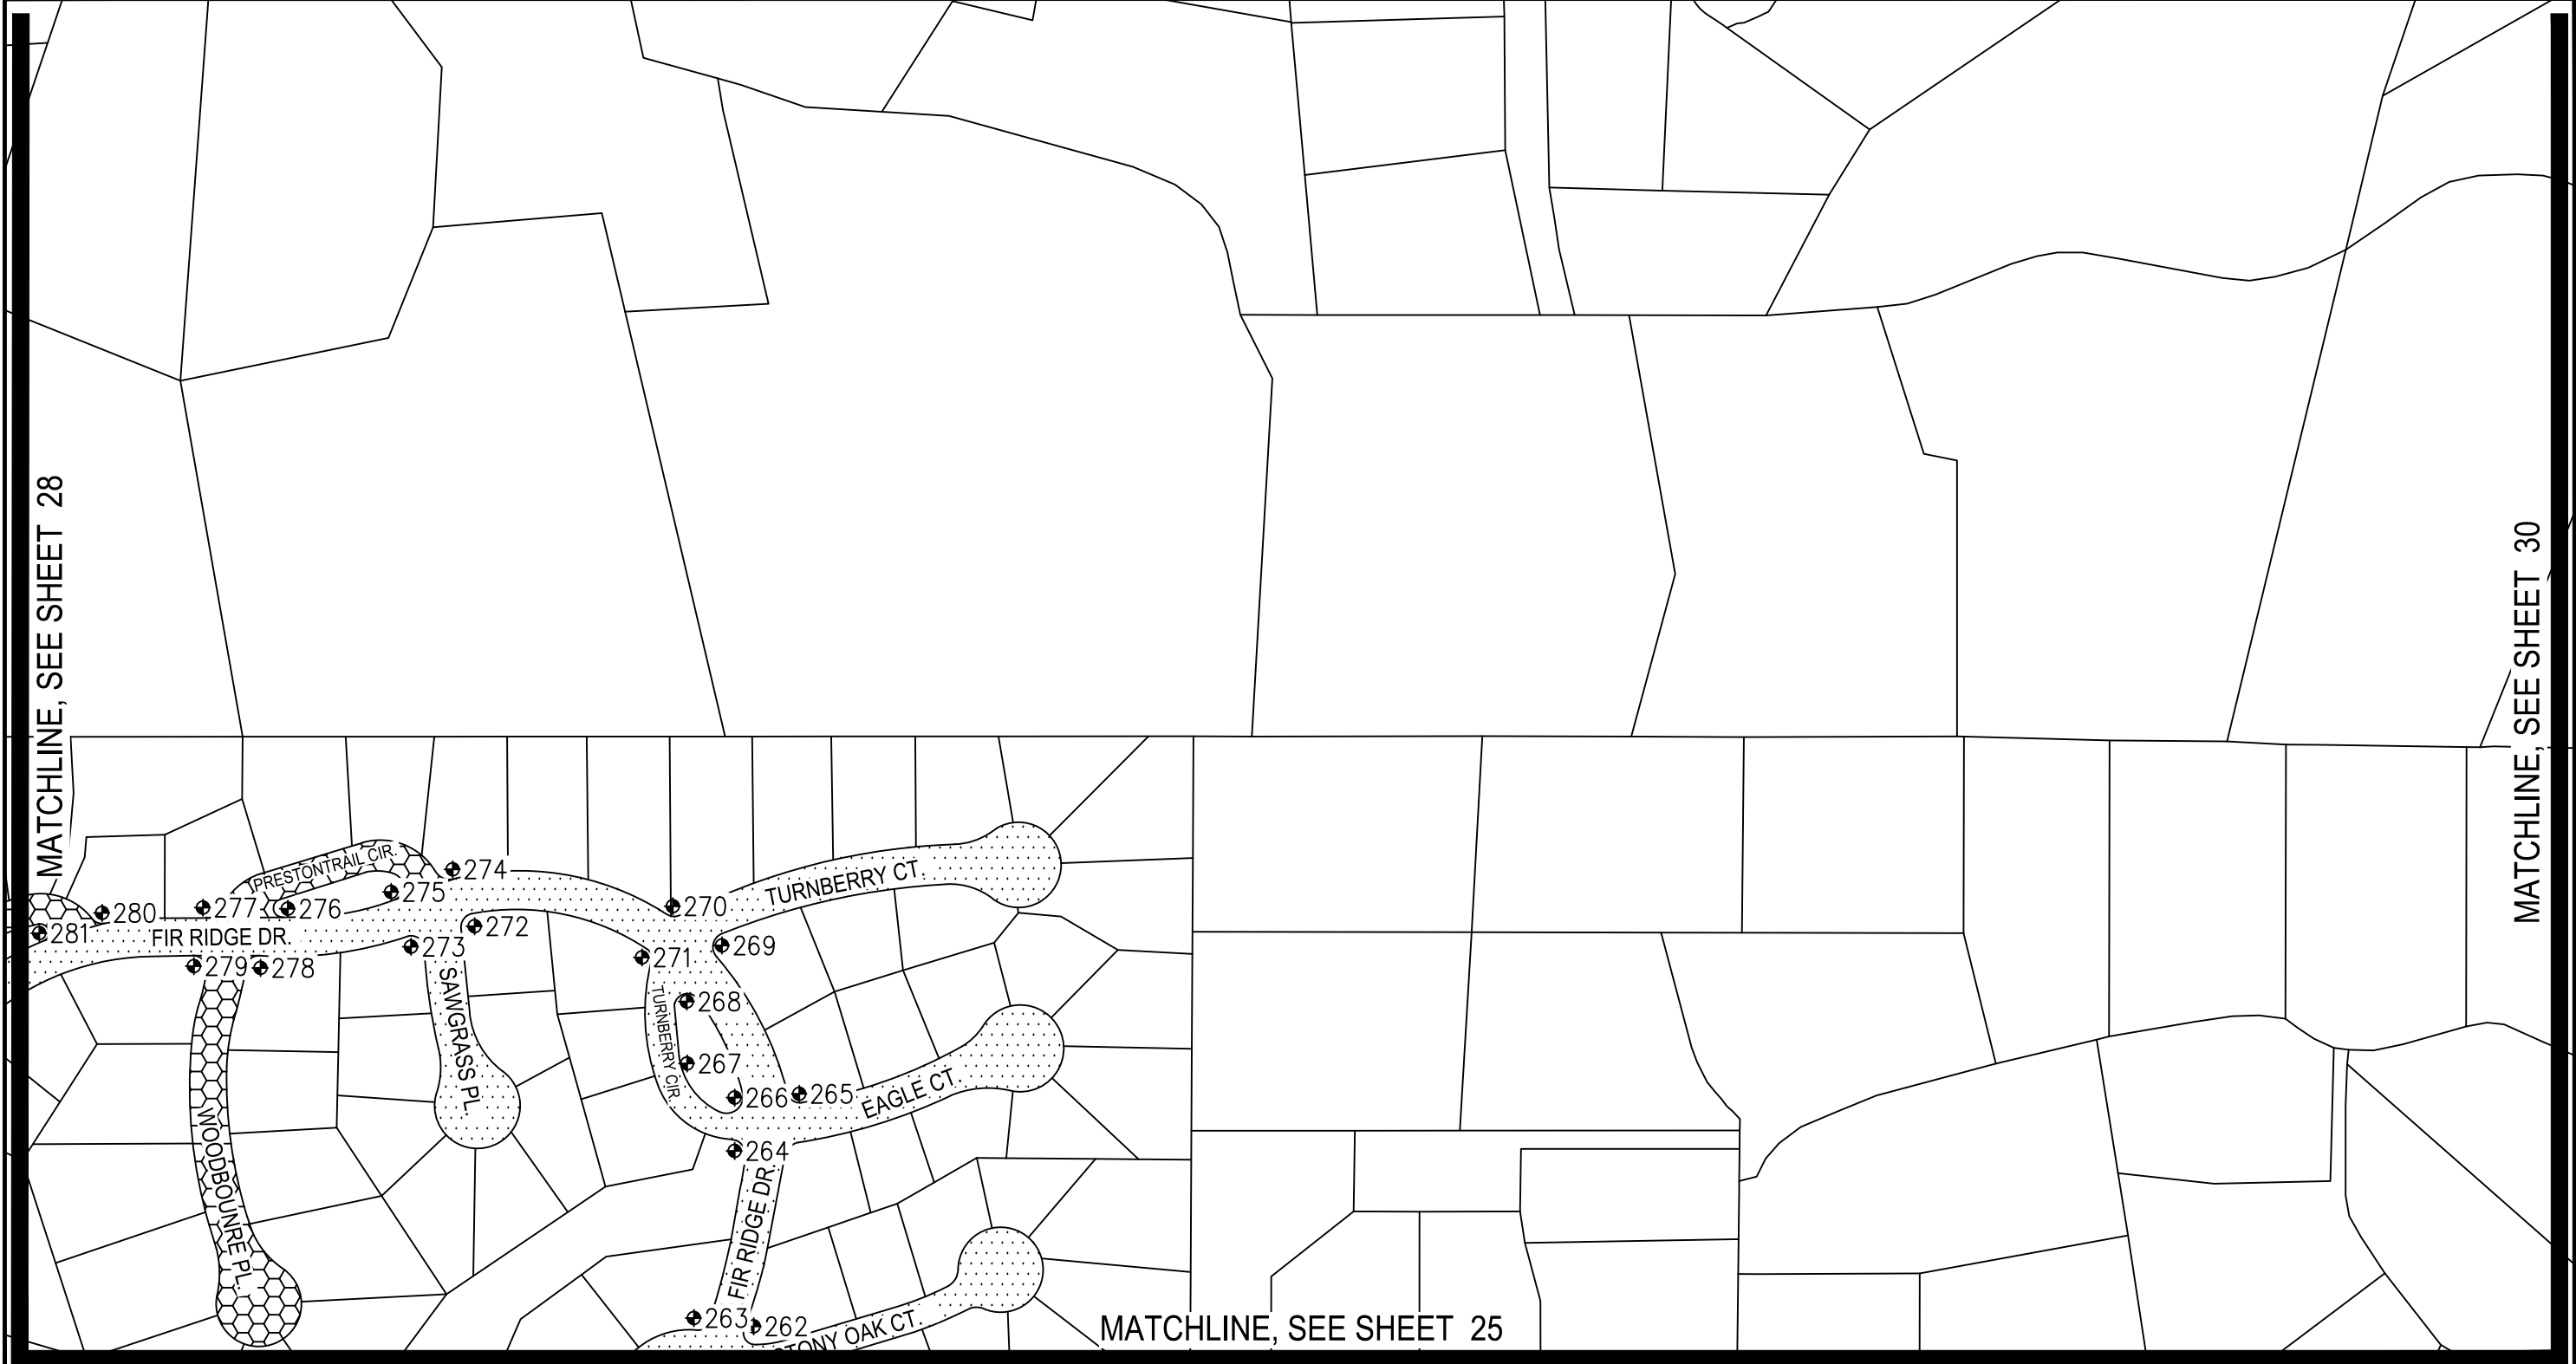 MATCHLINE, SEE SHEET 28
MATCHLINE, SEE SHEET 30
PRESTONTRAIL CIR.
274
275
TURNBERRY CT.
280
277
276
270
281
FIR RIDGE DR.
272
273
269
271
279
278
SAWGRASS PL.
TURNBERRY CIR.
268
267
266
265
EAGLE CT.
WOODBOUNRE PL.
264
FIR RIDGE DR.
263
262
STONY OAK CT.
MATCHLINE, SEE SHEET 25